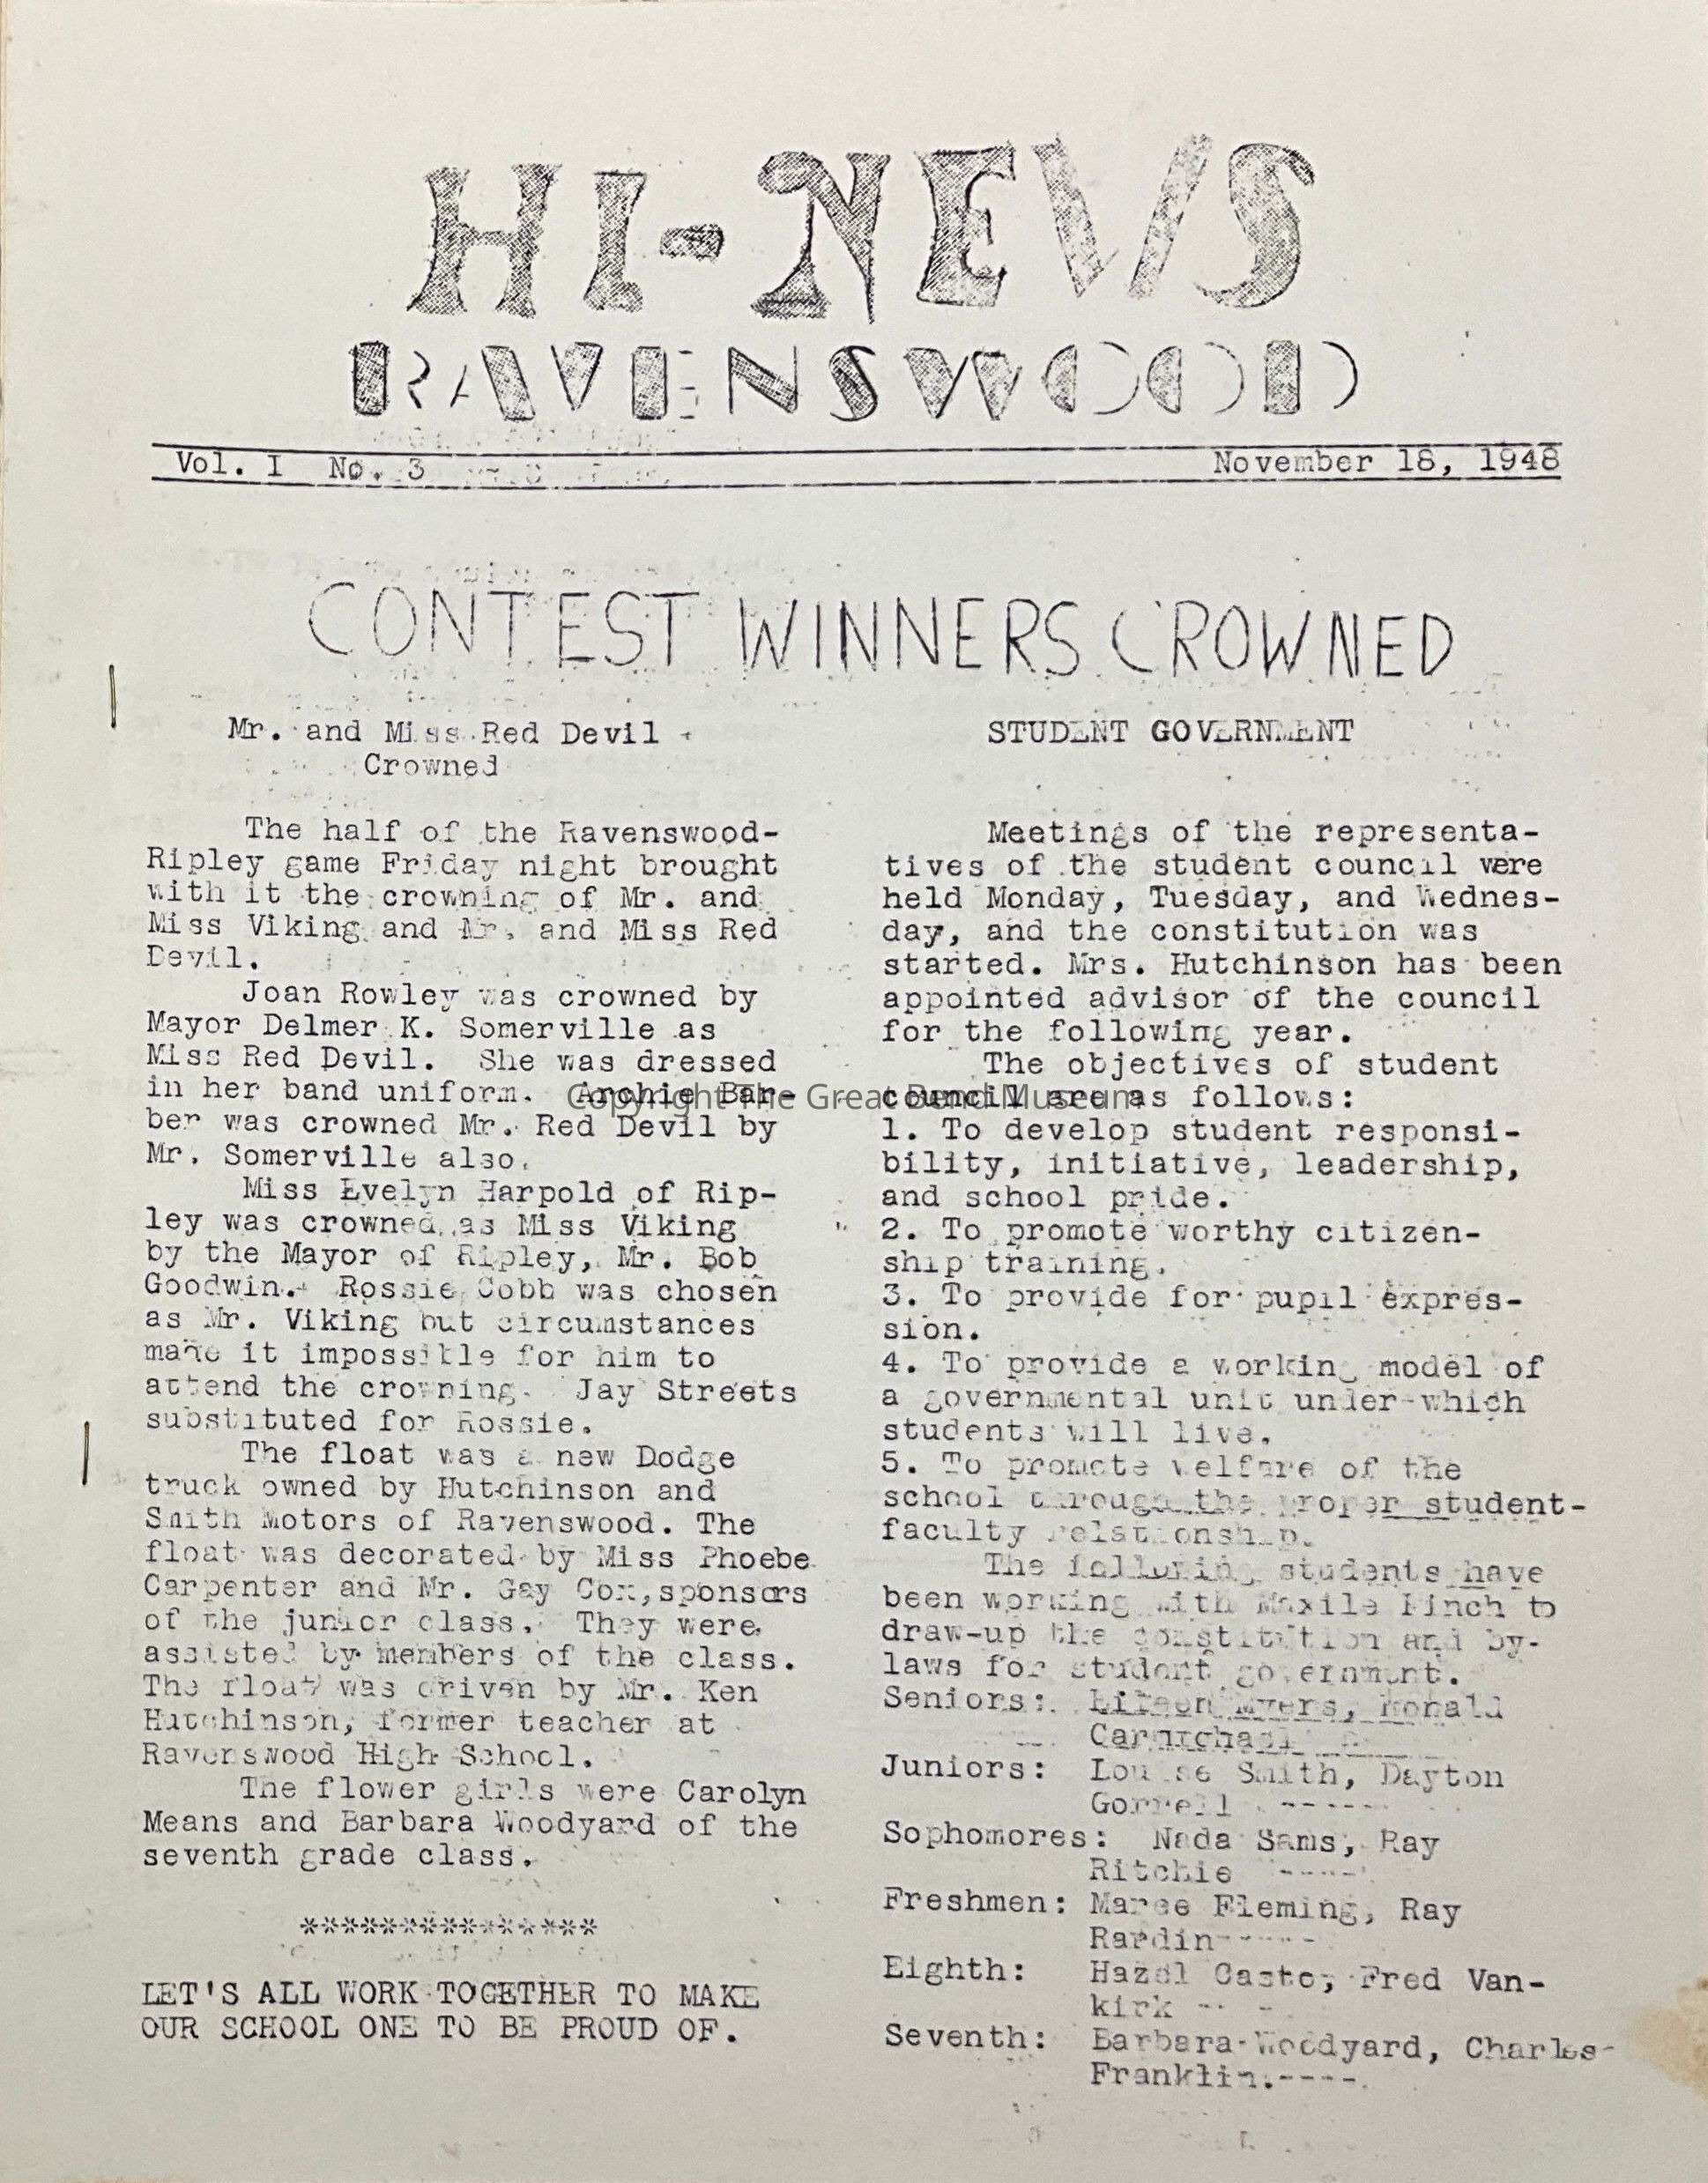 HI-NEWS
RAVENSWOOD
Vol. I No. 3 November 18, 1948
CONTEST WINNERS CROWNED
Mr. and Miss Red Devil
Crowned
The half of the Ravenswood-
Ripley game Friday night brought
with it the crowning of Mr. and
Miss Viking and Mr. and Miss Red
Devil.
Joan Rowley was crowned by
Mayor Delmer K. Somerville as
Miss Red Devil. She was dressed
in her band uniform. Archie Bar-
ber was crowned Mr. Red Devil by
Mr. Somerville also.
Miss Evelyn Harpold of Rip-
ley was crowned as Miss Viking
by the Mayor of Ripley, Mr. Bob
Goodwin. Rossie Cobb was chosen
as Mr. Viking but circumstances
made it impossible for him to
attend the crowning. Jay Streets
substituted for Rossie.
The float was a new Dodge
truck owned by Hutchinson and
Smith Motors of Ravenswood. The
float was decorated by Miss Phoebe
Carpenter and Mr. Gay Cox, sponsors
of the junior class. They were
assisted by members of the class.
The float was driven by Mr. Ken
Hutchinson, former teacher at
Ravenswood High School.
The flower girls were Carolyn
Means and Barbara Woodyard of the
seventh grade class.
***************
LET'S ALL WORK TOGETHER TO MAKE
OUR SCHOOL ONE TO BE PROUD OF.
STUDENT GOVERNMENT
Meetings of the representa-
tives of the student council were
held Monday, Tuesday, and Wednes-
day, and the constitution was
started. Mrs. Hutchinson has been
appointed advisor of the council
for the following year.
The objectives of student
council are as follows:
1. To develop student responsi-
bility, initiative, leadership,
and school pride.
2. To promote worthy citizen-
ship training.
3. To provide for pupil expres-
sion.
4. To provide a working model of
a governmental unit under which
students will live.
5. To promote welfare of the
school through the proper student-
faculty relationship.
The following students have
been working with Maxile Finch to
draw-up the constitution and by-
laws for student government.
Seniors: Eileen Myers, Ronald
Carmichael
Juniors: Louise Smith, Dayton
Gorrell -----
Sophomores: Nada Sams, Ray
Ritchie ----
Freshmen: Maree Fleming, Ray
Rardin-----
Eighth: Hazel Casto, Fred Van-
kirk -- -
Seventh: Barbara Woodyard, Charles
Franklin.----
Copyright The Great Bend Museum